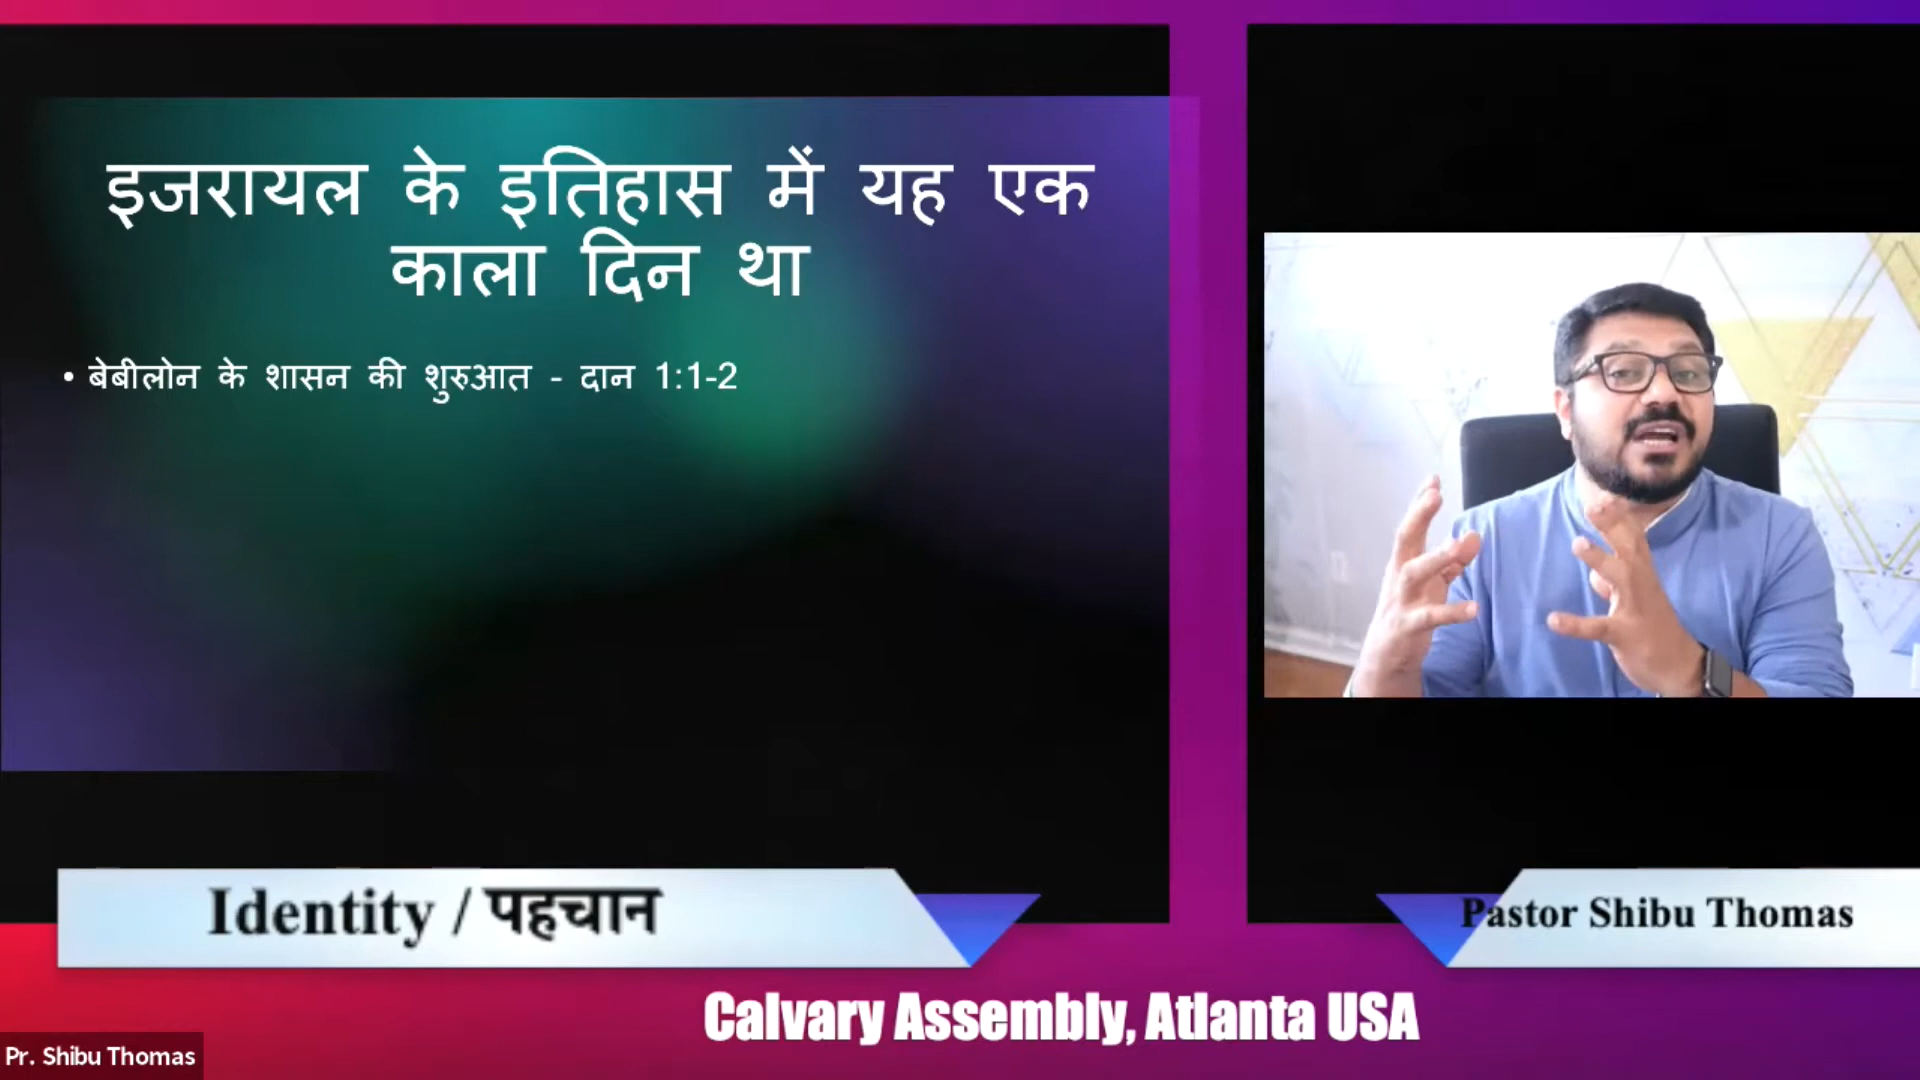 इजरायल के इतिहास में यह एक
काला दिन था
• बेबीलोन के शासन की शुरुआत - दान 1:1-2
Identity / पहचान
Pastor Shibu Thomas
Calvary Assembly, Atlanta USA
Pr. Shibu Thomas